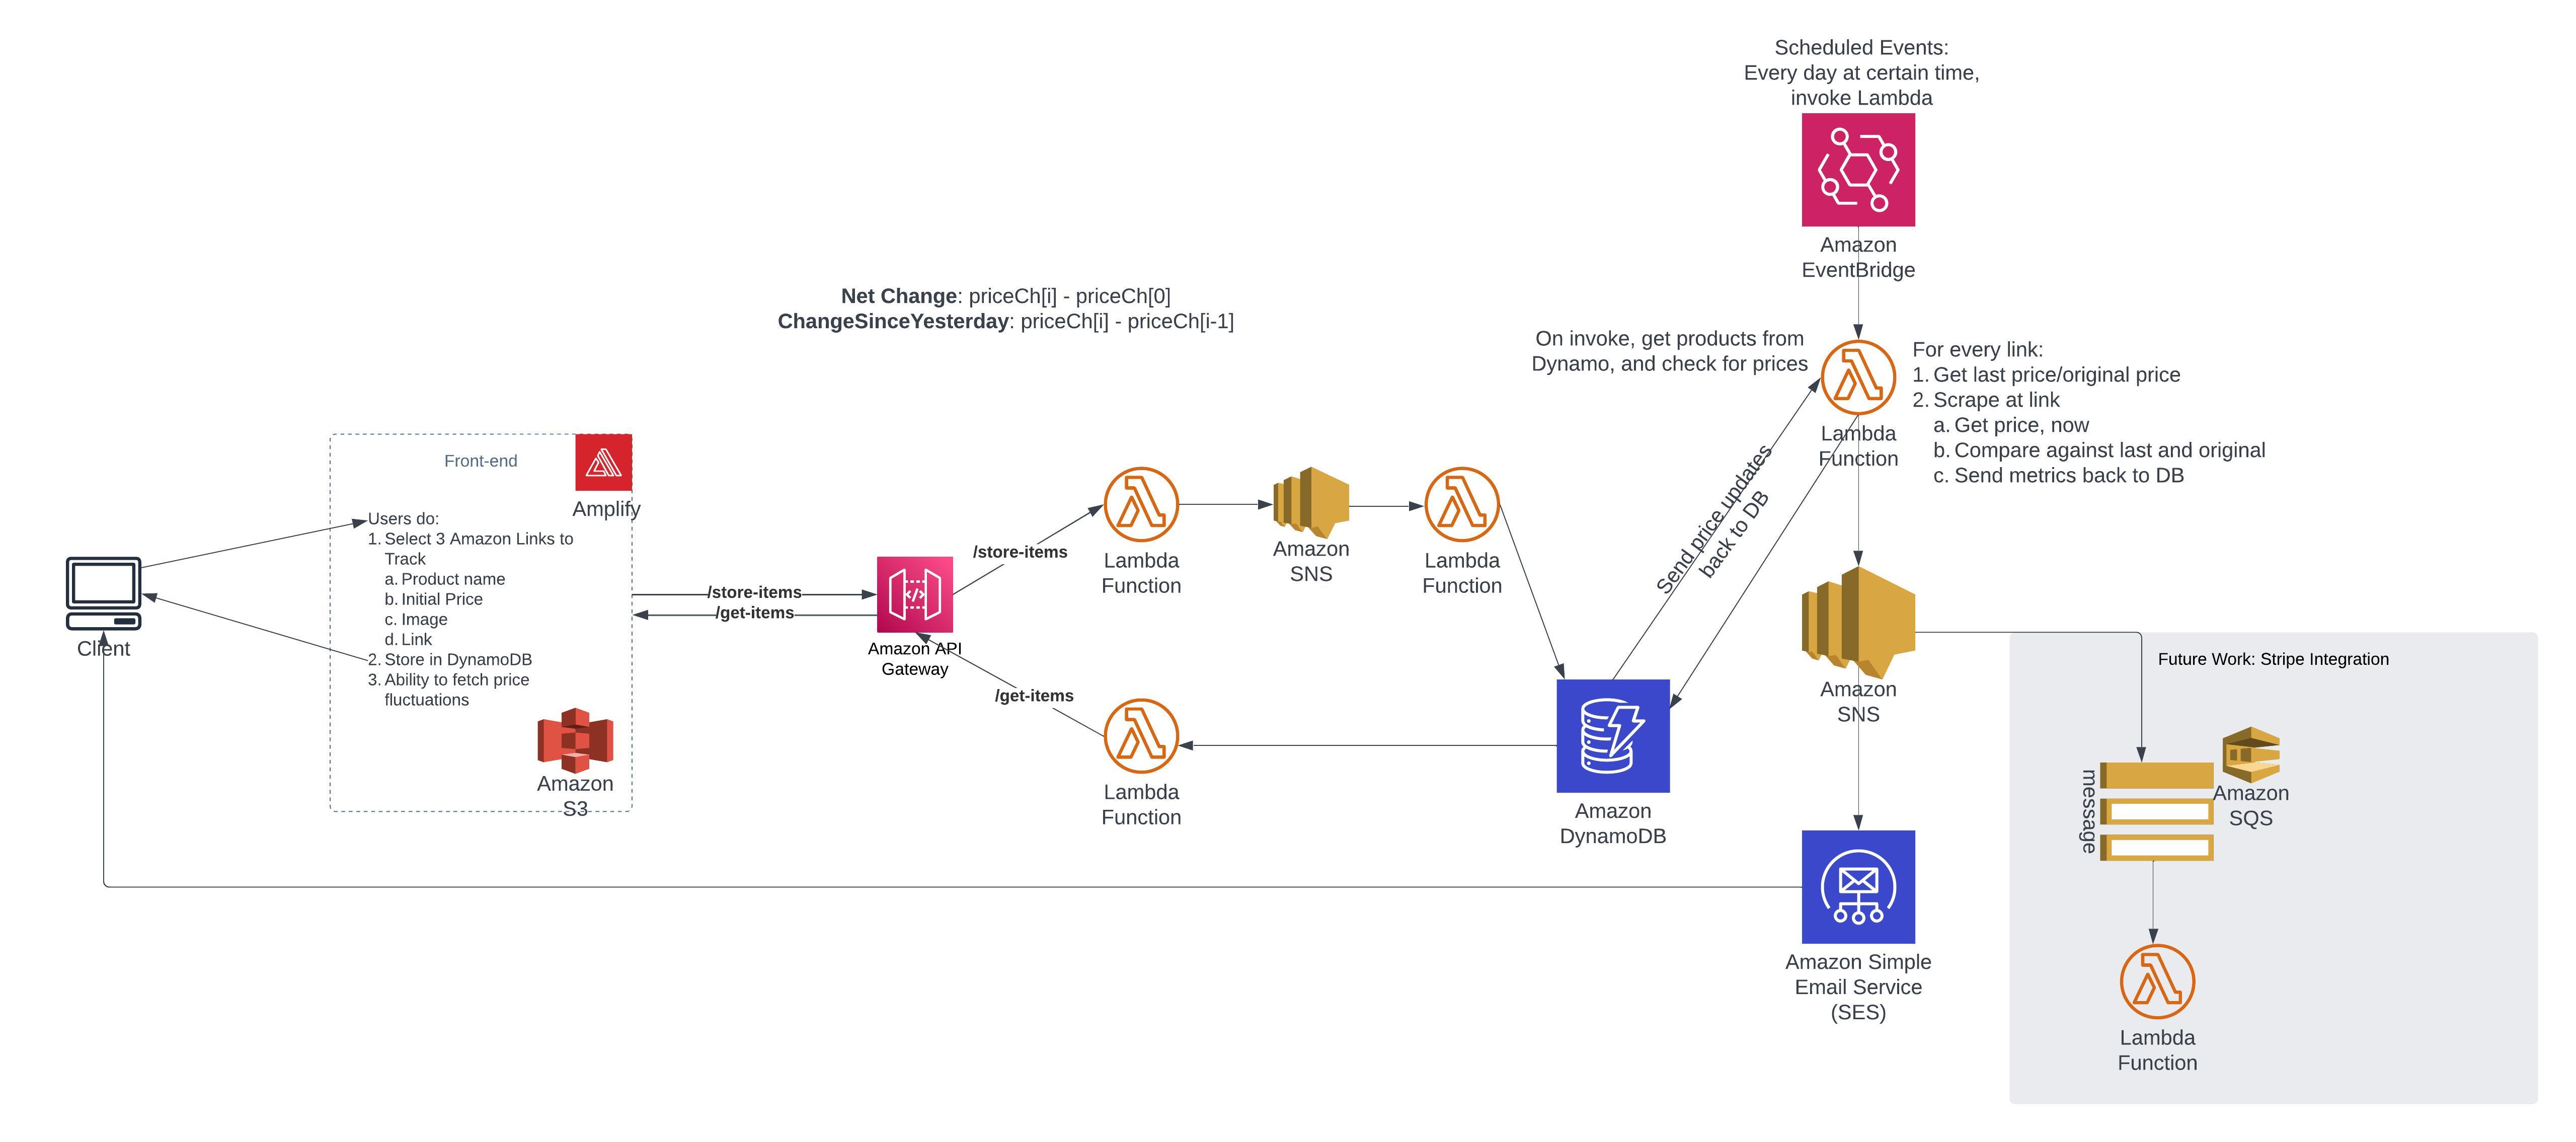 Scheduled Events:
Every day at certain time,
invoke Lambda
Amazon
EventBridge
Net Change: priceCh[i] - priceCh[0]
ChangeSinceYesterday: priceCh[i] - priceCh[i-1]
On invoke, get products from
Dynamo, and check for prices
Lambda
Function
For every link:
1. Get last price/original price
2. Scrape at link
a. Get price, now
b. Compare against last and original
c. Send metrics back to DB
Front-end
Amplify
Users do:
1. Select 3 Amazon Links to
Track
a. Product name
b. Initial Price
c. Image
d. Link
2. Store in DynamoDB
3. Ability to fetch price
fluctuations
Amazon
S3
Client
/store-items
/get-items
Amazon API
Gateway
/store-items
/get-items
Lambda
Function
Amazon
SNS
Lambda
Function
Lambda
Function
Send price updates
back to DB
Amazon
DynamoDB
Amazon
SNS
Amazon Simple
Email Service
(SES)
Future Work: Stripe Integration
message
Amazon
SQS
Lambda
Function